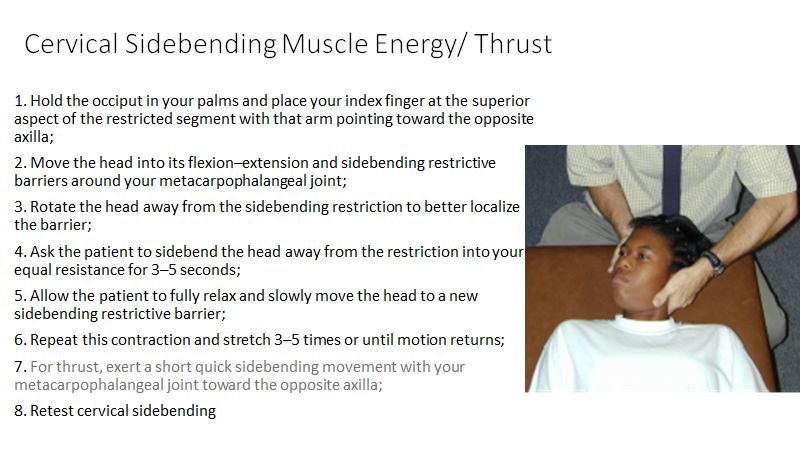 Cervical Sidebending Muscle Energy/ Thrust
1. Hold the occiput in your palms and place your index finger at the superior
aspect of the restricted segment with that arm pointing toward the opposite
axilla;
2. Move the head into its flexion–extension and sidebending restrictive
barriers around your metacarpophalangeal joint;
3. Rotate the head away from the sidebending restriction to better localize
the barrier;
4. Ask the patient to sidebend the head away from the restriction into your
equal resistance for 3–5 seconds;
5. Allow the patient to fully relax and slowly move the head to a new
sidebending restrictive barrier;
6. Repeat this contraction and stretch 3–5 times or until motion returns;
7. For thrust, exert a short quick sidebending movement with your
metacarpophalangeal joint toward the opposite axilla;
8. Retest cervical sidebending